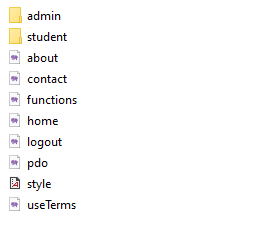 admin
student
about
contact
functions
home
logout
pdo
style
useTerms